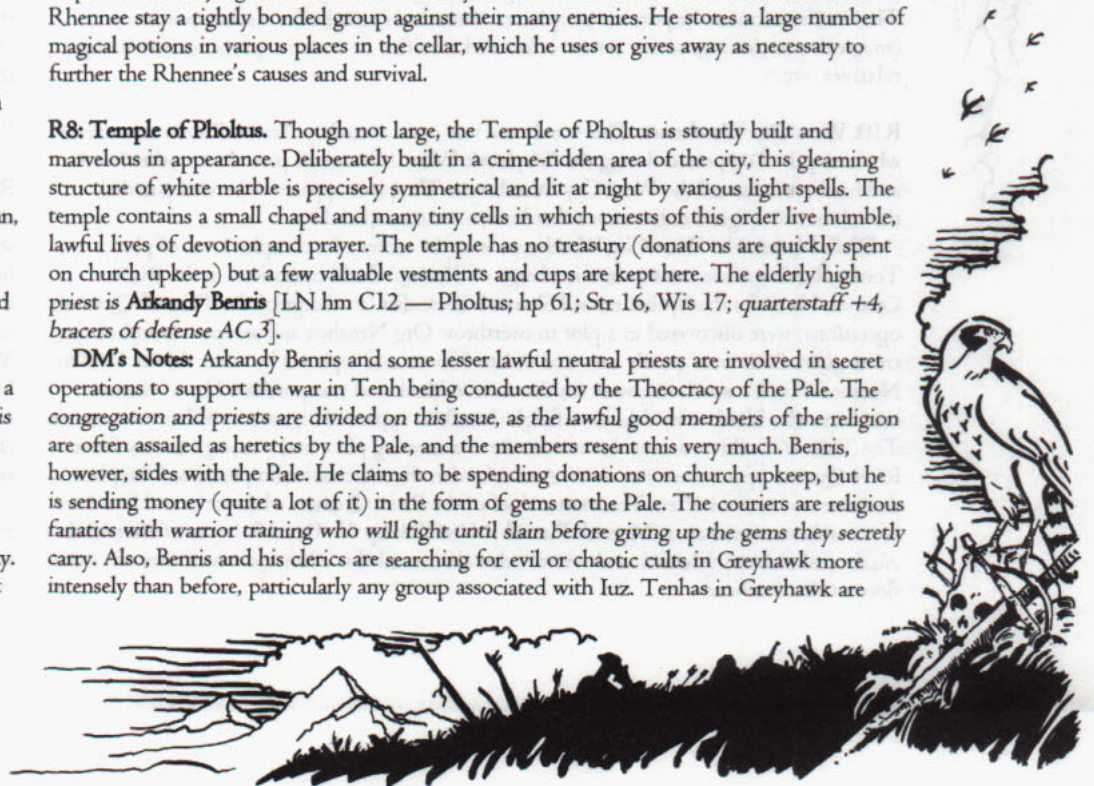 Rhennee stay a tightly bonded group against their many enemies. He stores a large number of
magical potions in various places in the cellar, which he uses or gives away as necessary to
further the Rhennee's causes and survival.
R8: Temple of Pholtus. Though not large, the Temple of Pholtus is stoutly built and
marvelous in appearance. Deliberately built in a crime-ridden area of the city, this gleaming
structure of white marble is precisely symmetrical and lit at night by various light spells. The
temple contains a small chapel and many tiny cells in which priests of this order live humble,
lawful lives of devotion and prayer. The temple has no treasury (donations are quickly spent
on church upkeep) but a few valuable vestments and cups are kept here. The elderly high
priest is Arkandy Benris [LN hm C12 — Pholtus; hp 61; Str 16, Wis 17; quarterstaff +4,
bracers of defense AC 3].
DM's Notes: Arkandy Benris and some lesser lawful neutral priests are involved in secret
operations to support the war in Tenh being conducted by the Theocracy of the Pale. The
congregation and priests are divided on this issue, as the lawful good members of the religion
are often assailed as heretics by the Pale, and the members resent this very much. Benris,
however, sides with the Pale. He claims to be spending donations on church upkeep, but he
is sending money (quite a lot of it) in the form of gems to the Pale. The couriers are religious
fanatics with warrior training who will fight until slain before giving up the gems they secretly
carry. Also, Benris and his clerics are searching for evil or chaotic cults in Greyhawk more
intensely than before, particularly any group associated with Iuz. Tenhas in Greyhawk are